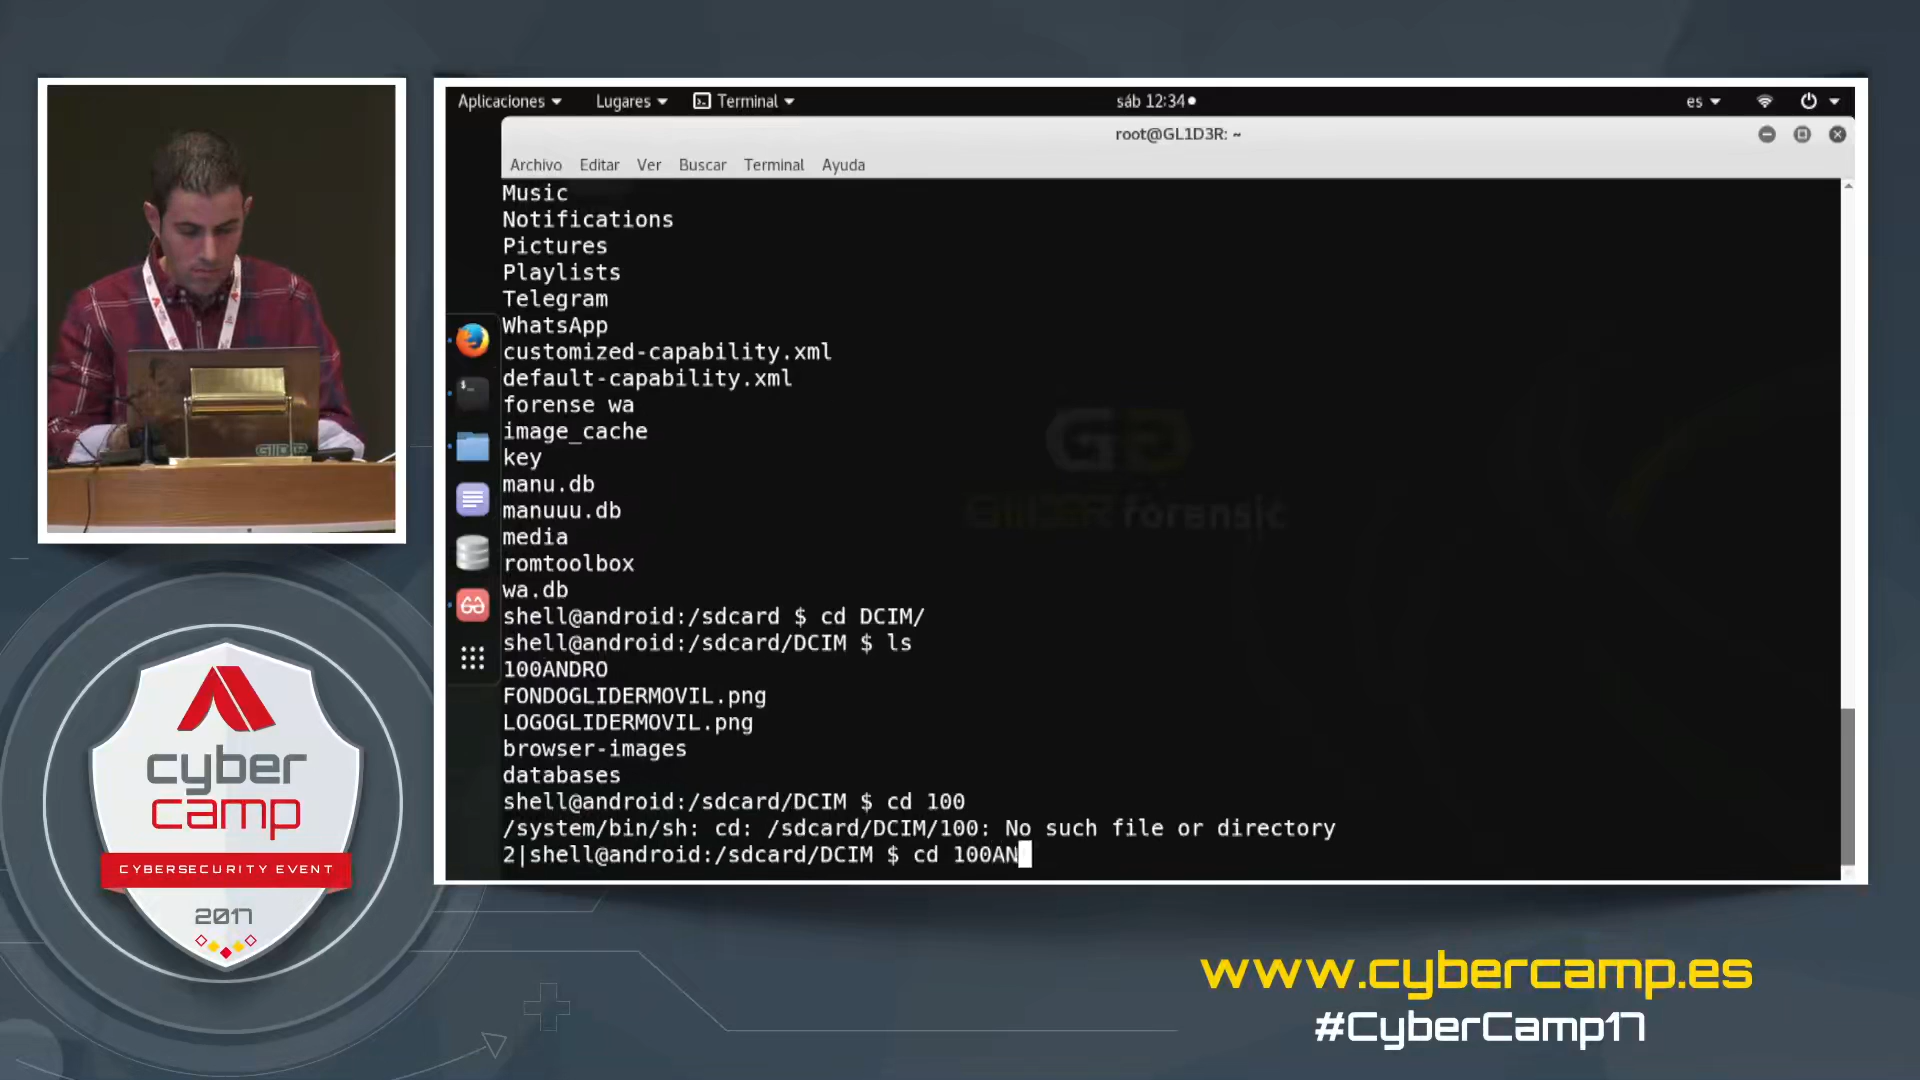 Aplicaciones Lugares Terminal sáb 12:34 es
root@GL1D3R: ~
Archivo Editar Ver Buscar Terminal Ayuda
Music
Notifications
Pictures
Playlists
Telegram
WhatsApp
customized-capability.xml
default-capability.xml
forense wa
image_cache
key
manu.db
manuuu.db
media
romtoolbox
wa.db
shell@android:/sdcard $ cd DCIM/
shell@android:/sdcard/DCIM $ ls
100ANDRO
FONDOGLIDERMOVIL.png
LOGOGLIDERMOVIL.png
browser-images
databases
shell@android:/sdcard/DCIM $ cd 100
/system/bin/sh: cd: /sdcard/DCIM/100: No such file or directory
2|shell@android:/sdcard/DCIM $ cd 100AN
GLIDER forensic
cyber
camp
CYBERSECURITY EVENT
2017
www.cybercamp.es
#CyberCamp17